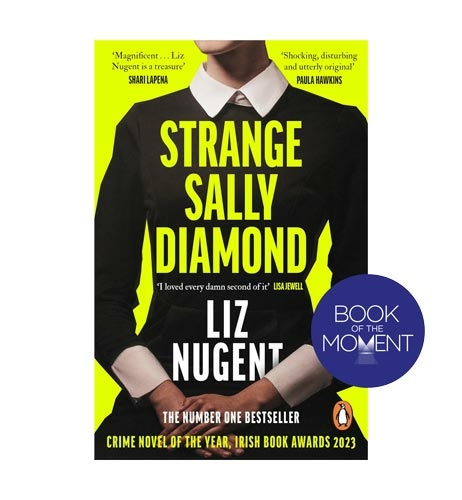 ‘Magnificent . . . Liz
Nugent is a treasure’
SHARI LAPENA
‘Shocking, disturbing
and utterly original’
PAULA HAWKINS
STRANGE
SALLY
DIAMOND
‘I loved every damn second of it’ LISA JEWELL
LIZ
NUGENT
THE NUMBER ONE BESTSELLER
CRIME NOVEL OF THE YEAR, IRISH BOOK AWARDS 2023
BOOK
OF THE
MOMENT